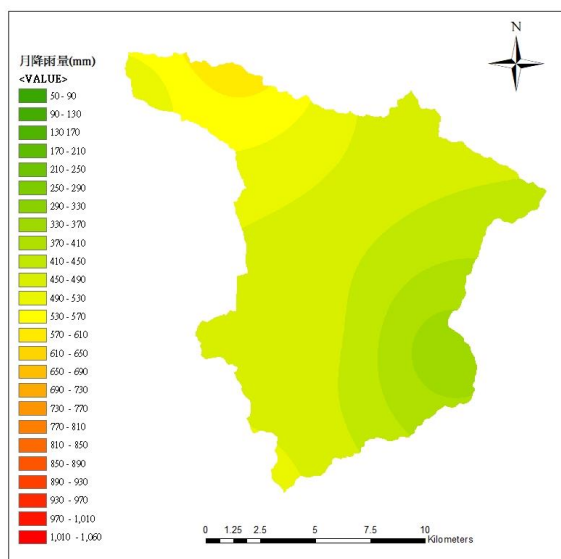 月降雨量(mm)
<VALUE>
50 - 90
90 - 130
130 170
170 - 210
210 - 250
250 - 290
290 - 330
330 - 370
370 - 410
410 - 450
450 - 490
490 - 530
530 - 570
570 - 610
610 - 650
650 - 690
690 - 730
730 - 770
770 - 810
810 - 850
850 - 890
890 - 930
930 - 970
970 - 1,010
1,010 - 1,060
N
0 1.25 2.5 5 7.5 10
Kilometers